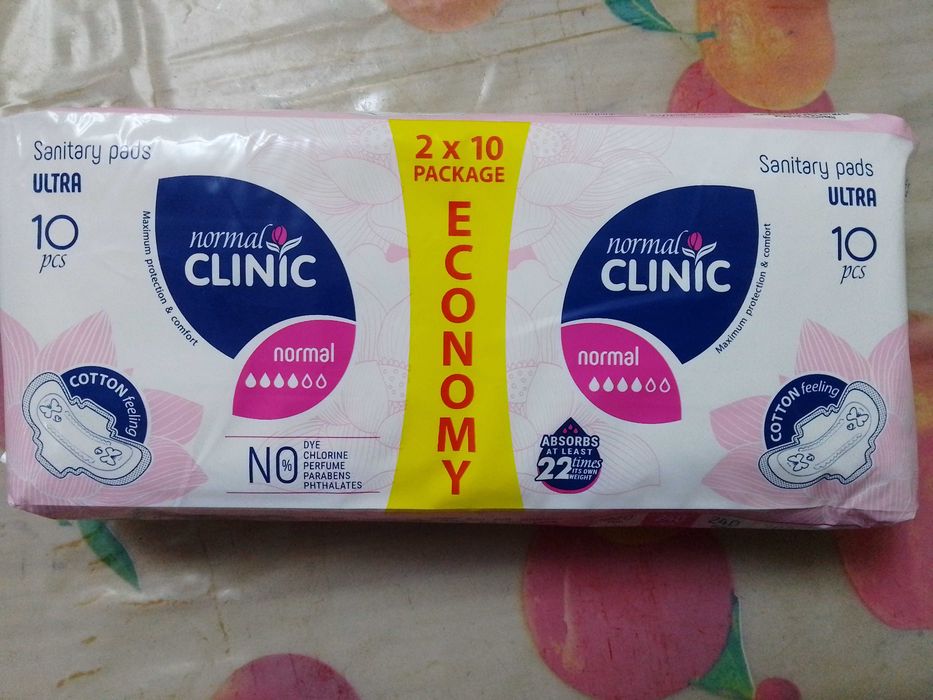 Sanitary pads
ULTRA
10
pcs
Maximum protection & comfort
normal
CLINIC
normal
COTTON feeling
NO%
DYE
CHLORINE
PERFUME
PARABENS
PHTHALATES
2 x 10
PACKAGE
ECONOMY
Sanitary pads
ULTRA
10
pcs
Maximum protection & comfort
normal
CLINIC
normal
COTTON feeling
ABSORBS
AT LEAST
22 times
ITS OWN
WEIGHT
240